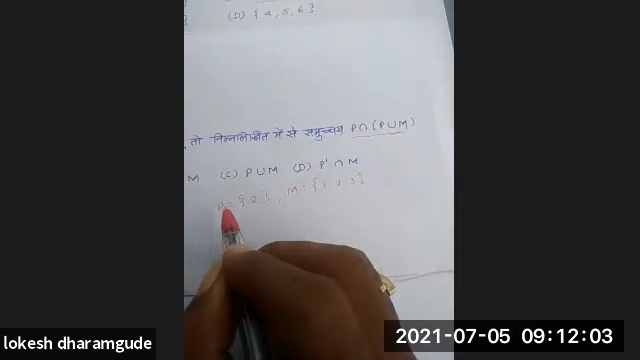 (D) { 4, 5, 6 }
, तो निम्नलिखित में से समुच्चय P∩(P∪M)
M (C) P∪M (D) P'∩M
P = { 2 }, M = { 1, 2, 3 }
lokesh dharamgude
2021-07-05 09:12:03